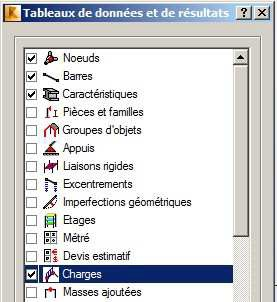 Tableaux de données et de résultats
Noeuds
Barres
Caractéristiques
Pièces et familles
Groupes d'objets
Appuis
Liaisons rigides
Excentrements
Imperfections géométriques
Etages
Métré
Devis estimatif
Charges
Masses ajoutées